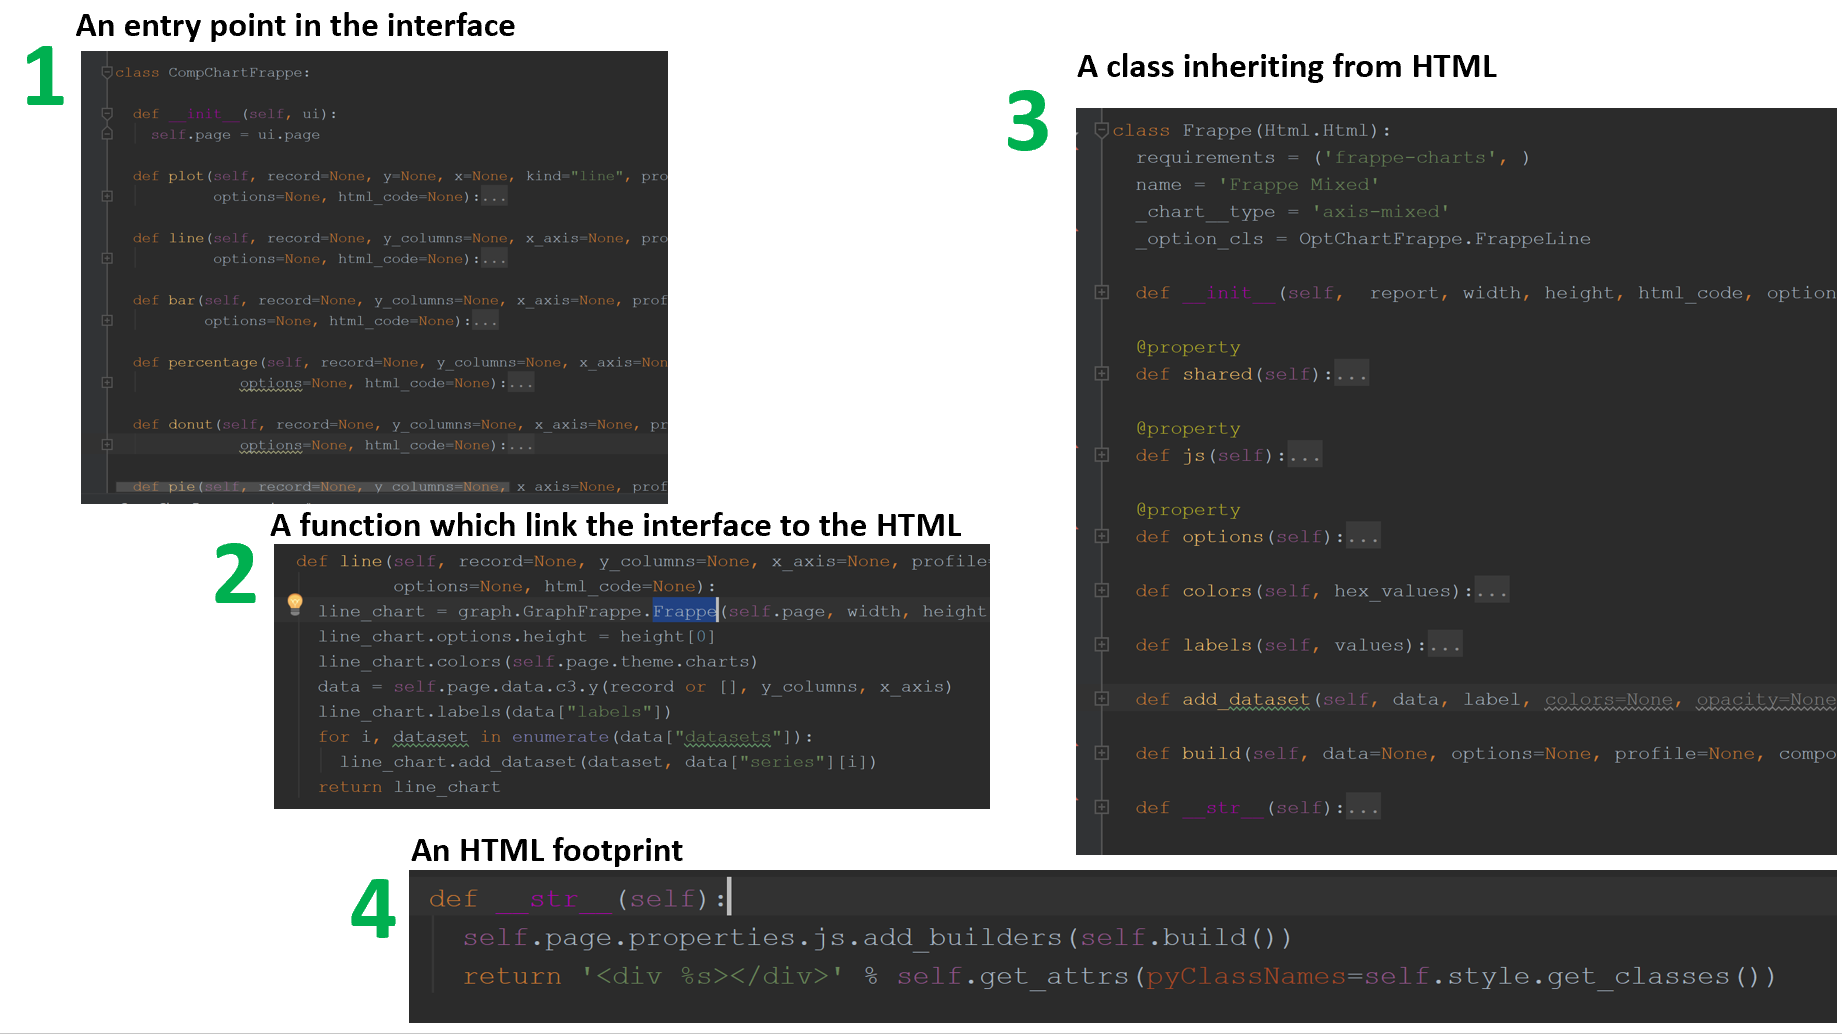 An entry point in the interface
1
class CompChartFrappe:
def __init__(self, ui):
self.page = ui.page
def plot(self, record=None, y=None, x=None, kind="line", pro
options=None, html_code=None):...
def line(self, record=None, y_columns=None, x_axis=None, pro
options=None, html_code=None):...
def bar(self, record=None, y_columns=None, x_axis=None, prof
options=None, html_code=None):...
def percentage(self, record=None, y_columns=None, x_axis=Non
options=None, html_code=None):...
def donut(self, record=None, y_columns=None, x_axis=None, pr
options=None, html_code=None):...
def pie(self, record=None, y_columns=None, x_axis=None, prof
A function which link the interface to the HTML
2
def line(self, record=None, y_columns=None, x_axis=None, profile=
options=None, html_code=None):
line_chart = graph.GraphFrappe.Frappe(self.page, width, height
line_chart.options.height = height[0]
line_chart.colors(self.page.theme.charts)
data = self.page.data.c3.y(record or [], y_columns, x_axis)
line_chart.labels(data["labels"])
for i, dataset in enumerate(data["datasets"]):
line_chart.add_dataset(dataset, data["series"][i])
return line_chart
A class inheriting from HTML
3
class Frappe(Html.Html):
requirements = ('frappe-charts', )
name = 'Frappe Mixed'
_chart__type = 'axis-mixed'
_option_cls = OptChartFrappe.FrappeLine
def __init__(self,  report, width, height, html_code, option
@property
def shared(self):...
@property
def js(self):...
@property
def options(self):...
def colors(self, hex_values):...
def labels(self, values):...
def add_dataset(self, data, label, colors=None, opacity=None
def build(self, data=None, options=None, profile=None, compo
def __str__(self):...
An HTML footprint
4
def __str__(self):
self.page.properties.js.add_builders(self.build())
return '<div %s></div>' % self.get_attrs(pyClassNames=self.style.get_classes())